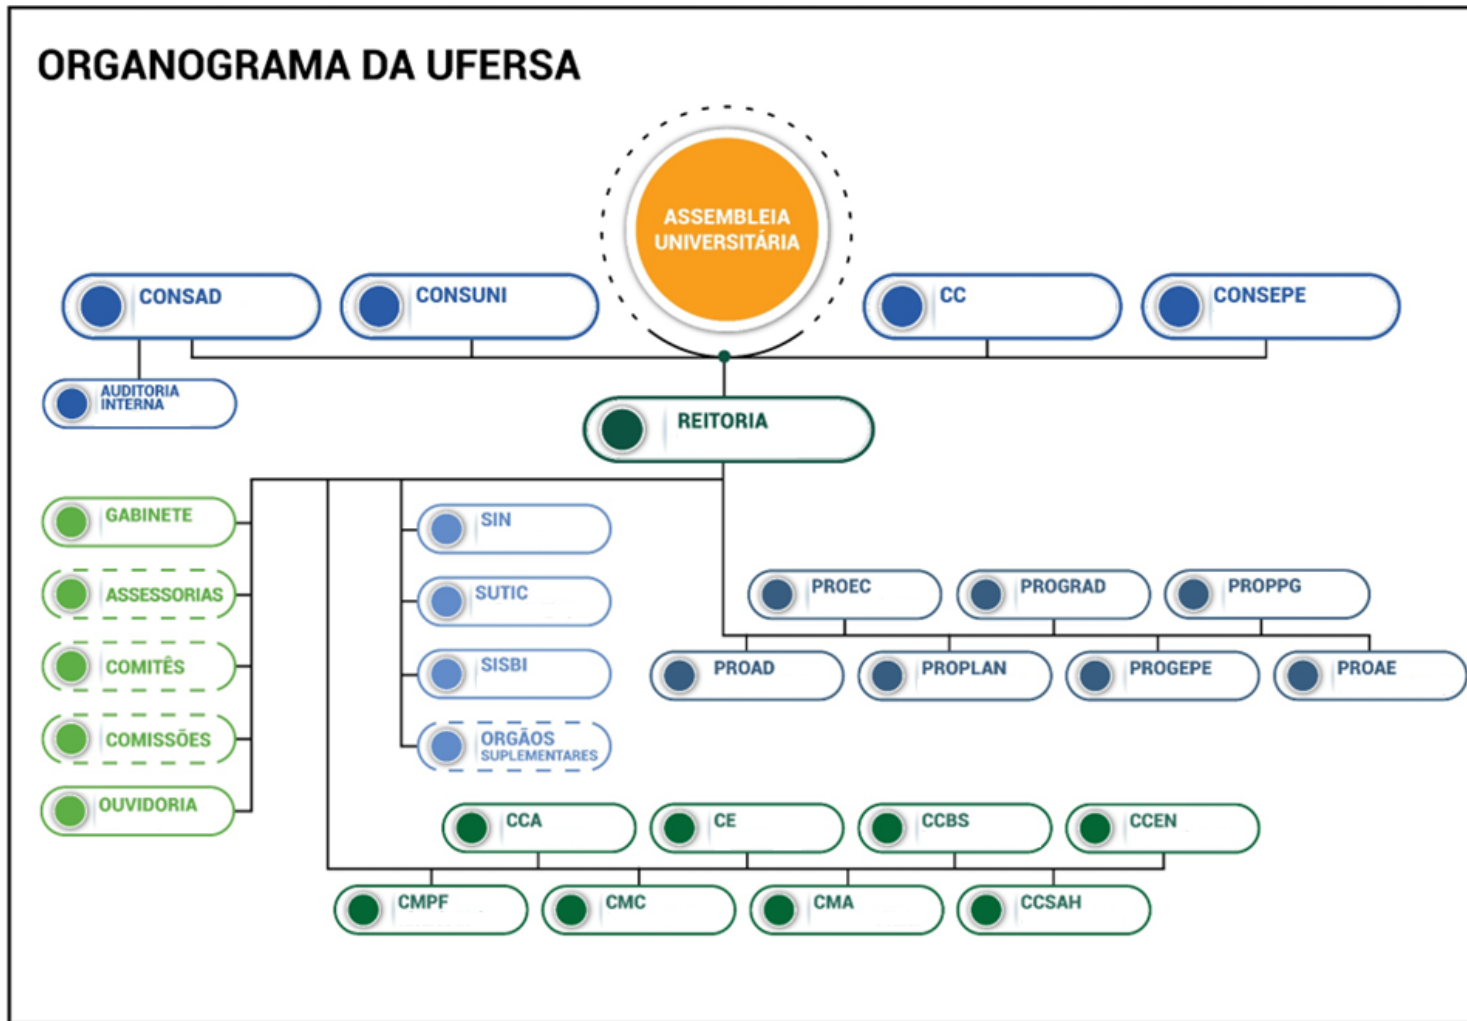 ORGANOGRAMA DA UFERSA
ASSEMBLEIA
UNIVERSITÁRIA
CONSAD
CONSUNI
CC
CONSEPE
AUDITORIA
INTERNA
REITORIA
GABINETE
ASSESSORIAS
COMITÊS
COMISSÕES
OUVIDORIA
SIN
SUTIC
SISBI
ORGÃOS
SUPLEMENTARES
PROEC
PROGRAD
PROPPG
PROAD
PROPLAN
PROGEPE
PROAE
CCA
CE
CCBS
CCEN
CMPF
CMC
CMA
CCSAH